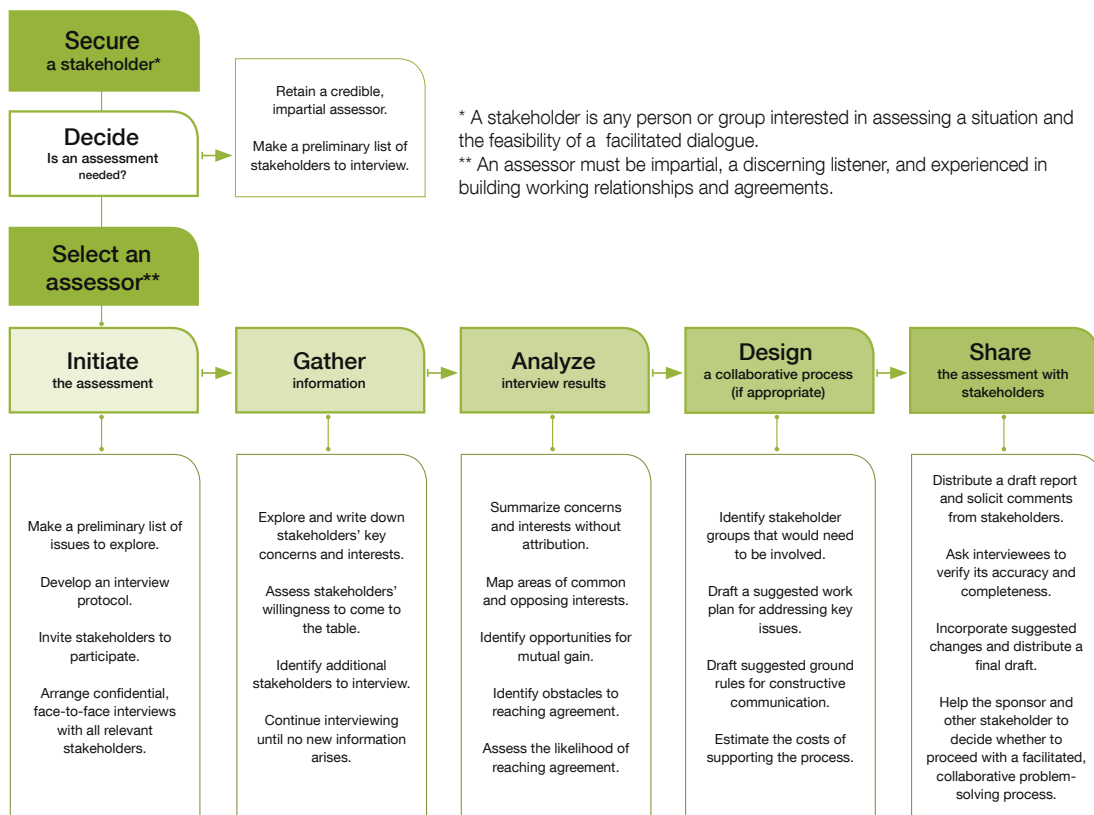 Secure
a stakeholder*
Decide
Is an assessment
needed?
Retain a credible,
impartial assessor.
Make a preliminary list of
stakeholders to interview.
* A stakeholder is any person or group interested in assessing a situation and
the feasibility of a facilitated dialogue.
** An assessor must be impartial, a discerning listener, and experienced in
building working relationships and agreements.
Select an
assessor**
Initiate
the assessment
Gather
information
Analyze
interview results
Design
a collaborative process
(if appropriate)
Share
the assessment with
stakeholders
Make a preliminary list of
issues to explore.
Develop an interview
protocol.
Invite stakeholders to
participate.
Arrange confidential,
face-to-face interviews
with all relevant
stakeholders.
Explore and write down
stakeholders’ key
concerns and interests.
Assess stakeholders’
willingness to come to
the table.
Identify additional
stakeholders to interview.
Continue interviewing
until no new information
arises.
Summarize concerns
and interests without
attribution.
Map areas of common
and opposing interests.
Identify opportunities for
mutual gain.
Identify obstacles to
reaching agreement.
Assess the likelihood of
reaching agreement.
Identify stakeholder
groups that would need
to be involved.
Draft a suggested work
plan for addressing key
issues.
Draft suggested ground
rules for constructive
communication.
Estimate the costs of
supporting the process.
Distribute a draft report
and solicit comments
from stakeholders.
Ask interviewees to
verify its accuracy and
completeness.
Incorporate suggested
changes and distribute a
final draft.
Help the sponsor and
other stakeholder to
decide whether to
proceed with a facilitated,
collaborative problem-
solving process.